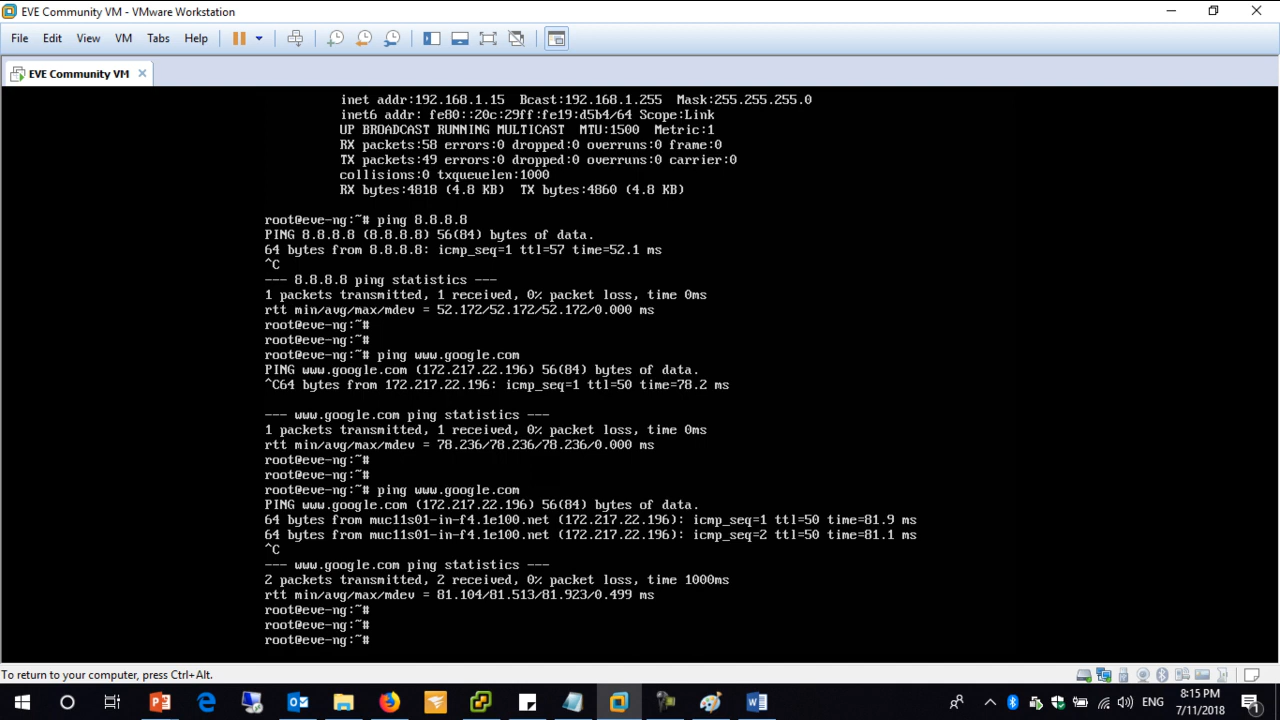 EVE Community VM - VMware Workstation
File Edit View VM Tabs Help
EVE Community VM
inet addr:192.168.1.15  Bcast:192.168.1.255  Mask:255.255.255.0
inet6 addr: fe80::20c:29ff:fe19:d5b4/64 Scope:Link
UP BROADCAST RUNNING MULTICAST  MTU:1500  Metric:1
RX packets:58 errors:0 dropped:0 overruns:0 frame:0
TX packets:49 errors:0 dropped:0 overruns:0 carrier:0
collisions:0 txqueuelen:1000
RX bytes:4818 (4.8 KB)  TX bytes:4860 (4.8 KB)
root@eve-ng:~# ping 8.8.8.8
PING 8.8.8.8 (8.8.8.8) 56(84) bytes of data.
64 bytes from 8.8.8.8: icmp_seq=1 ttl=57 time=52.1 ms
^C
--- 8.8.8.8 ping statistics ---
1 packets transmitted, 1 received, 0% packet loss, time 0ms
rtt min/avg/max/mdev = 52.172/52.172/52.172/0.000 ms
root@eve-ng:~#
root@eve-ng:~#
root@eve-ng:~# ping www.google.com
PING www.google.com (172.217.22.196) 56(84) bytes of data.
^C64 bytes from 172.217.22.196: icmp_seq=1 ttl=50 time=78.2 ms
--- www.google.com ping statistics ---
1 packets transmitted, 1 received, 0% packet loss, time 0ms
rtt min/avg/max/mdev = 78.236/78.236/78.236/0.000 ms
root@eve-ng:~#
root@eve-ng:~#
root@eve-ng:~# ping www.google.com
PING www.google.com (172.217.22.196) 56(84) bytes of data.
64 bytes from muc11s01-in-f4.1e100.net (172.217.22.196): icmp_seq=1 ttl=50 time=81.9 ms
64 bytes from muc11s01-in-f4.1e100.net (172.217.22.196): icmp_seq=2 ttl=50 time=81.1 ms
^C
--- www.google.com ping statistics ---
2 packets transmitted, 2 received, 0% packet loss, time 1000ms
rtt min/avg/max/mdev = 81.104/81.513/81.923/0.499 ms
root@eve-ng:~#
root@eve-ng:~#
root@eve-ng:~#
To return to your computer, press Ctrl+Alt.
ENG
8:15 PM
7/11/2018